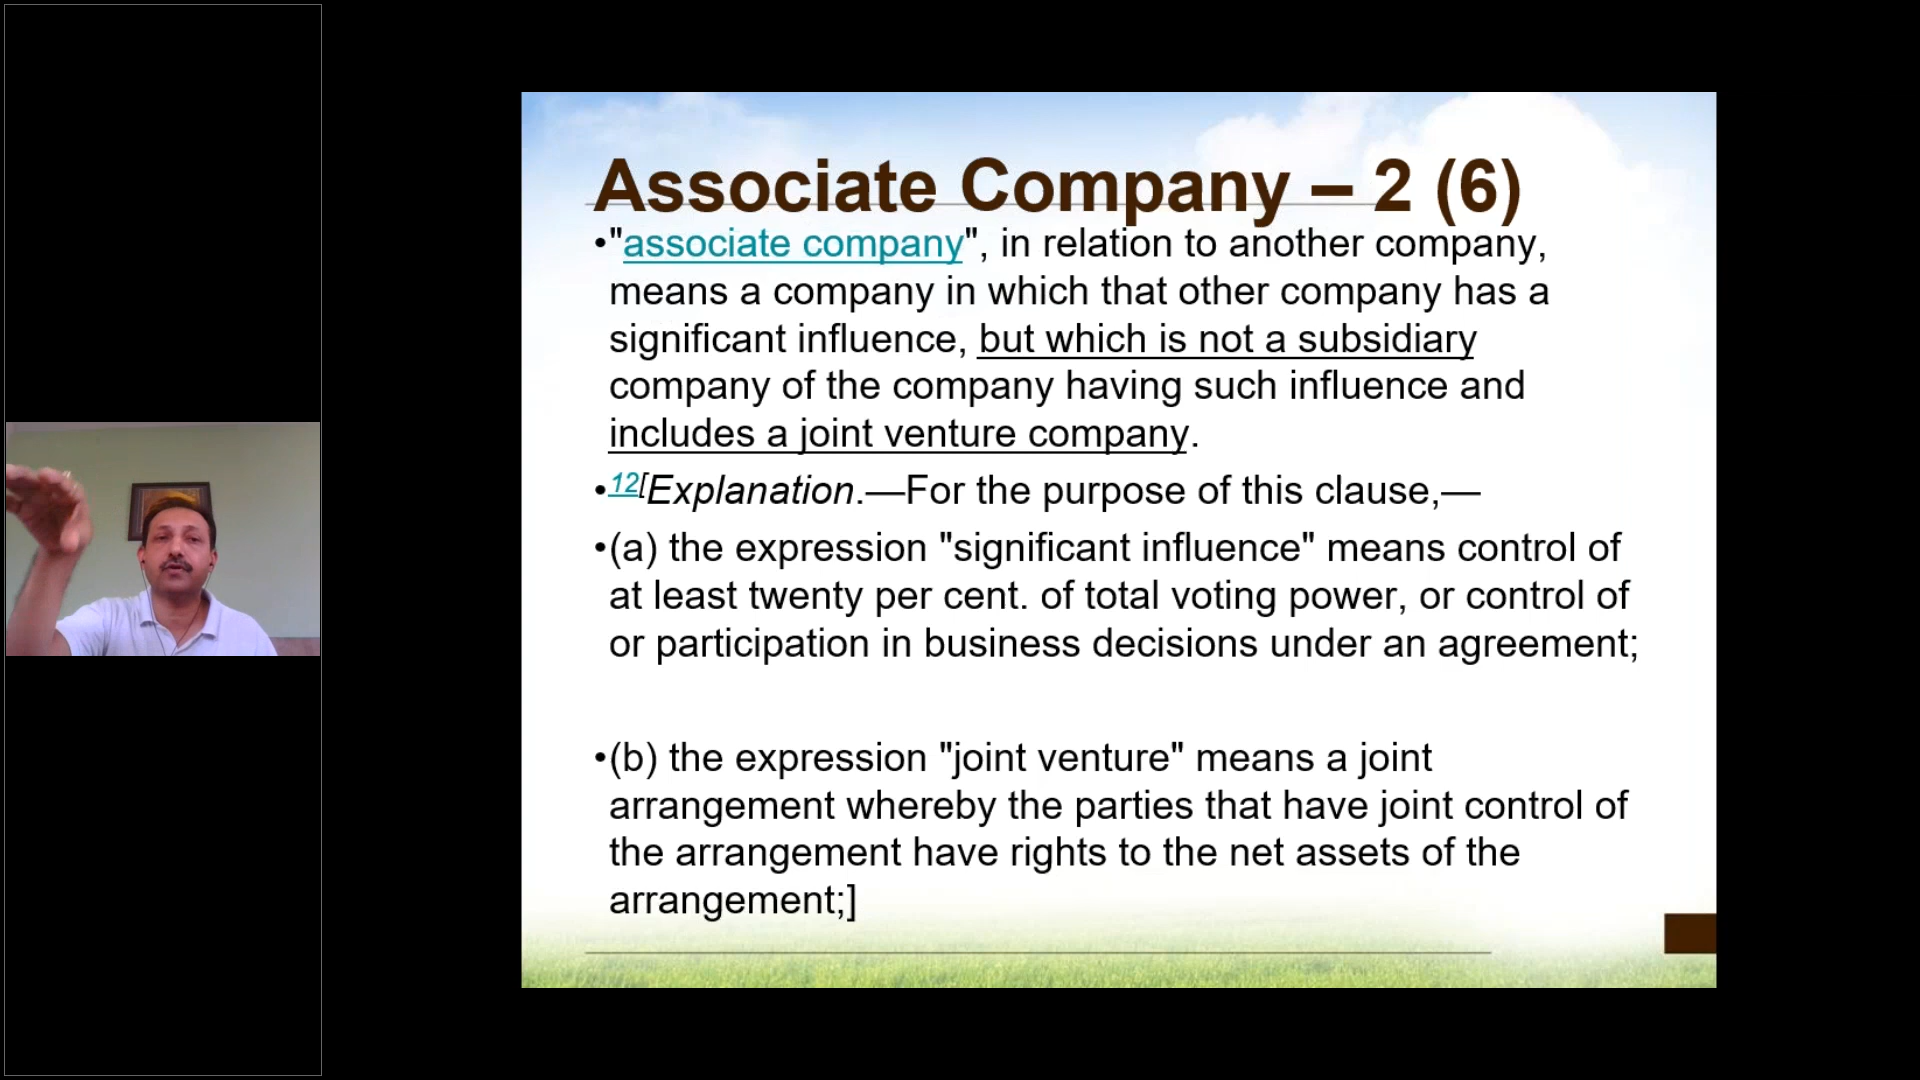 Associate Company – 2 (6)
•"associate company", in relation to another company,
means a company in which that other company has a
significant influence, but which is not a subsidiary
company of the company having such influence and
includes a joint venture company.
•12[Explanation.—For the purpose of this clause,—
•(a) the expression "significant influence" means control of
at least twenty per cent. of total voting power, or control of
or participation in business decisions under an agreement;
•(b) the expression "joint venture" means a joint
arrangement whereby the parties that have joint control of
the arrangement have rights to the net assets of the
arrangement;]